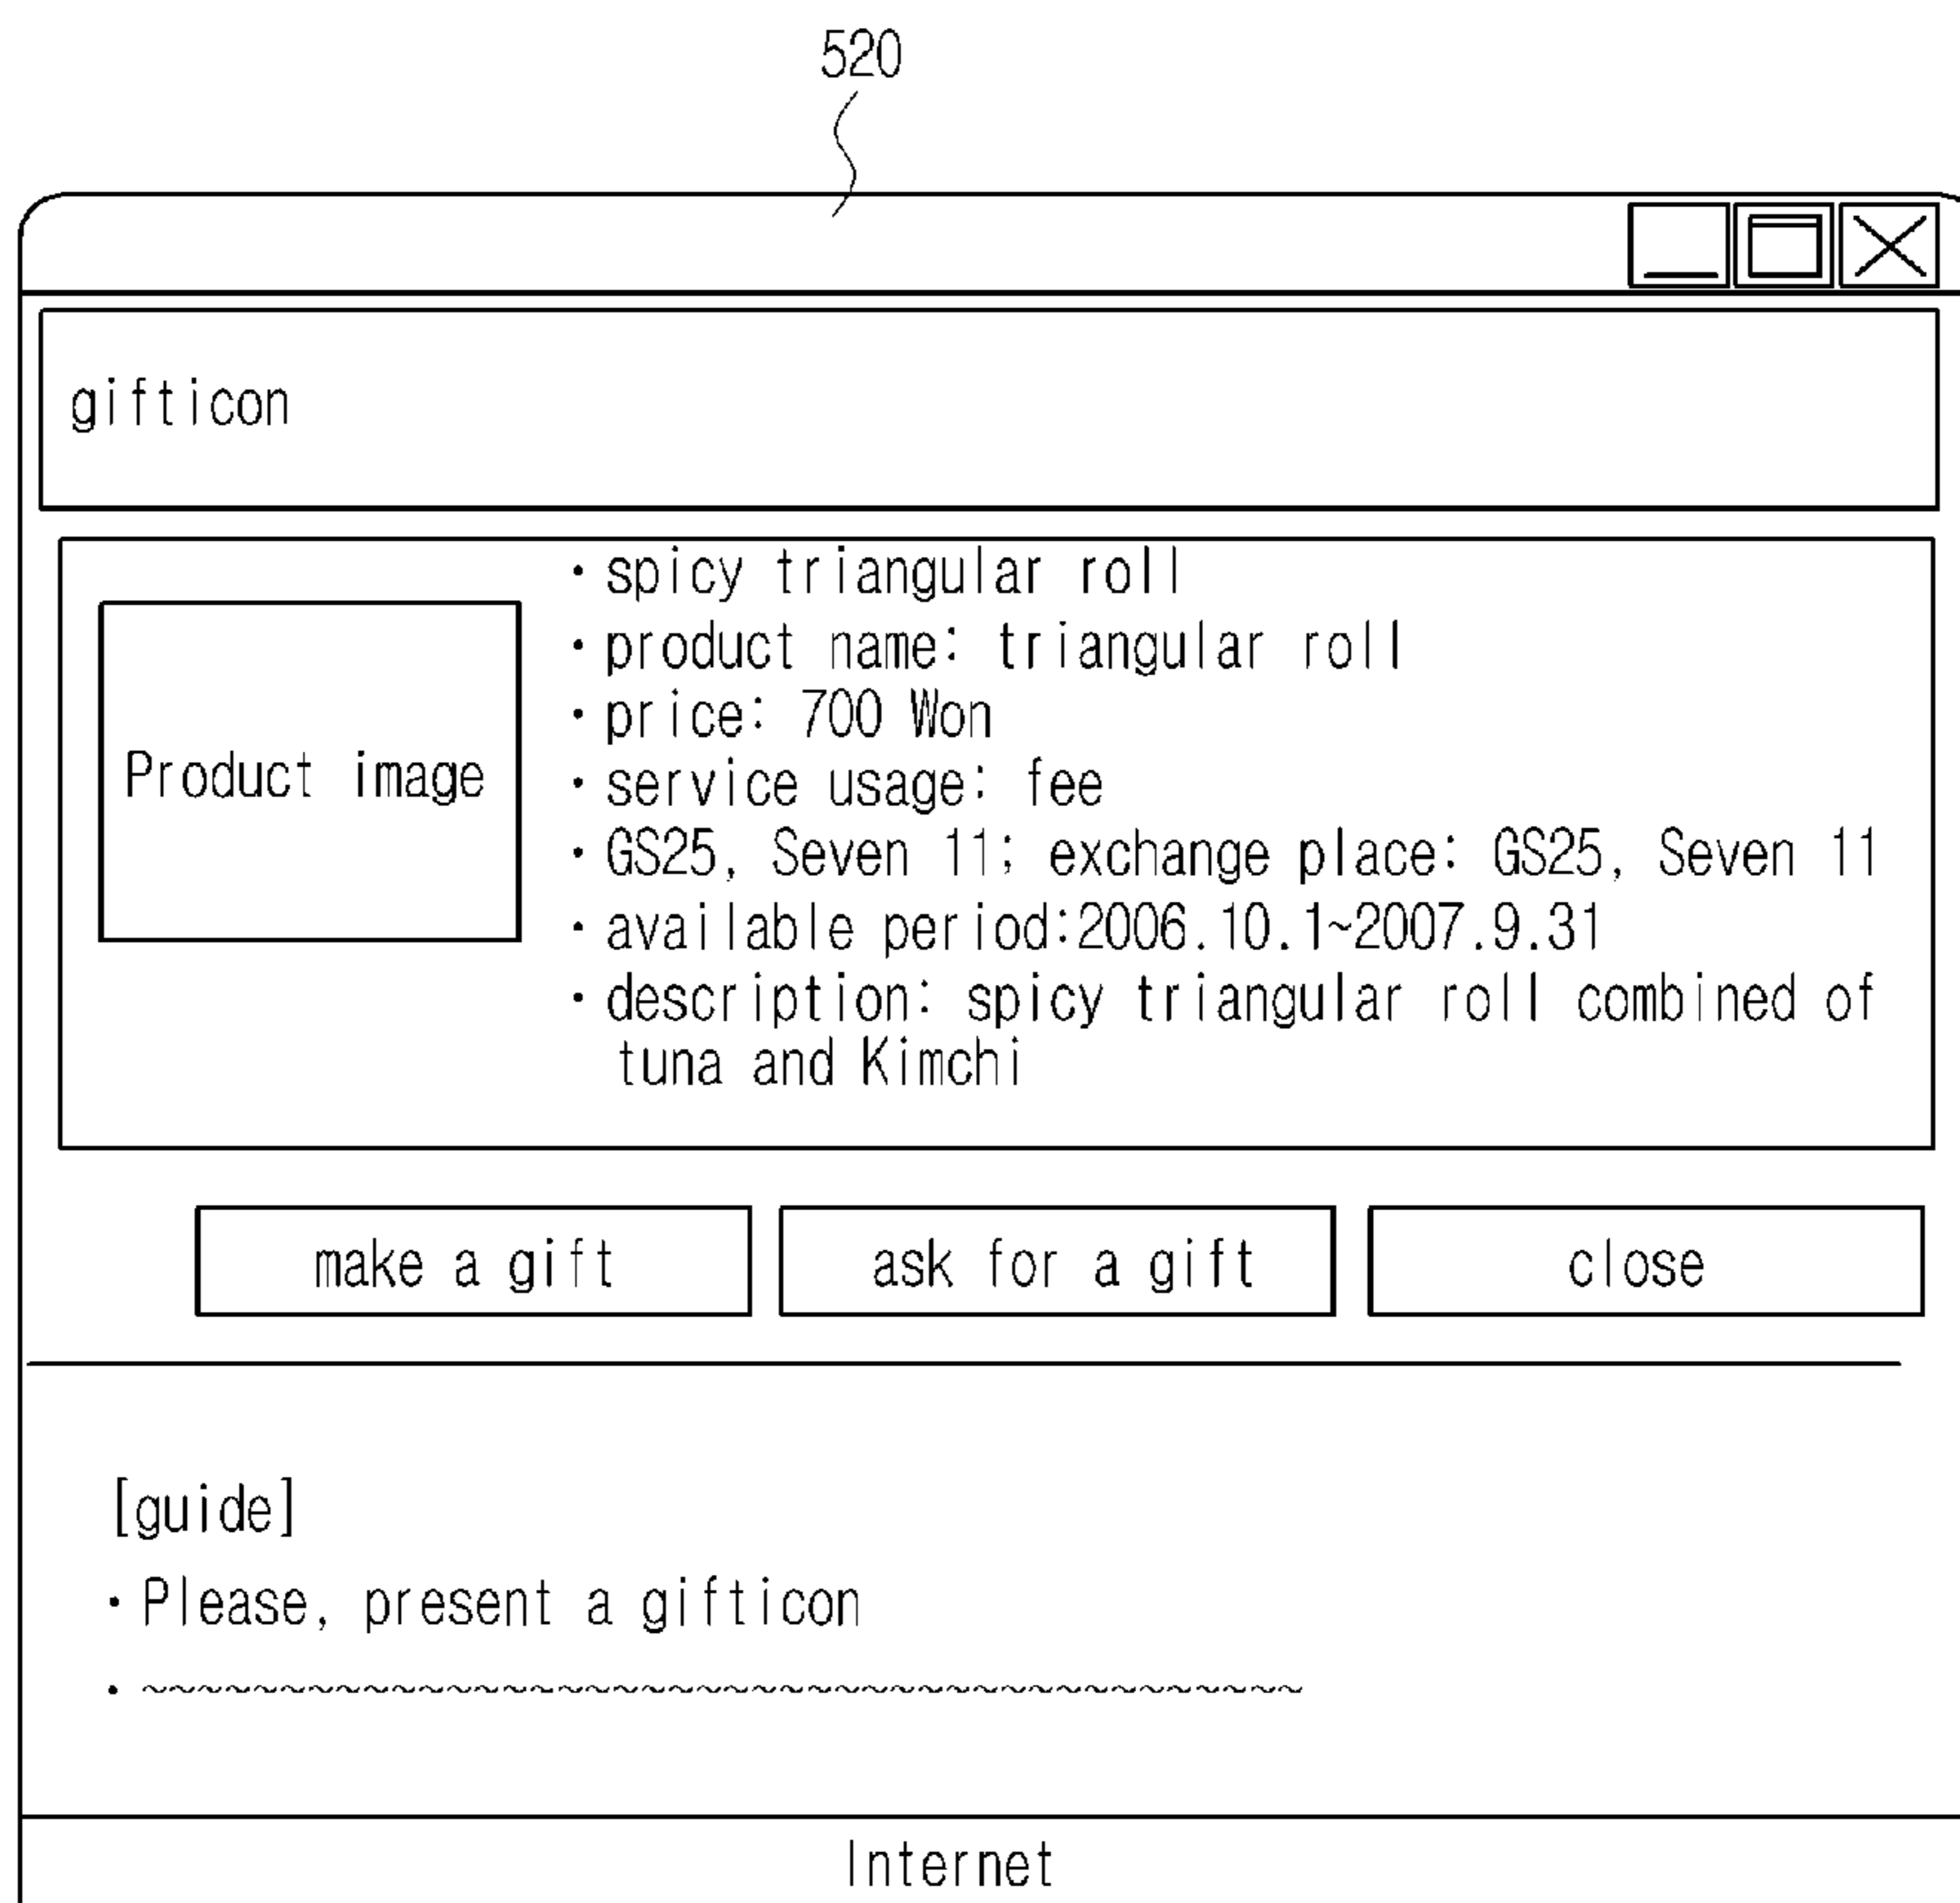 520
gifticon
Product image
· spicy triangular roll
· product name: triangular roll
· price: 700 Won
· service usage: fee
· GS25, Seven 11; exchange place: GS25, Seven 11
· available period:2006.10.1~2007.9.31
· description: spicy triangular roll combined of
tuna and Kimchi
make a gift
ask for a gift
close
[guide]
· Please, present a gifticon
· ~~~~~~~~~~~~~~~~~~~~~~~~~~~~~~~~~~~~~~~~~~
Internet